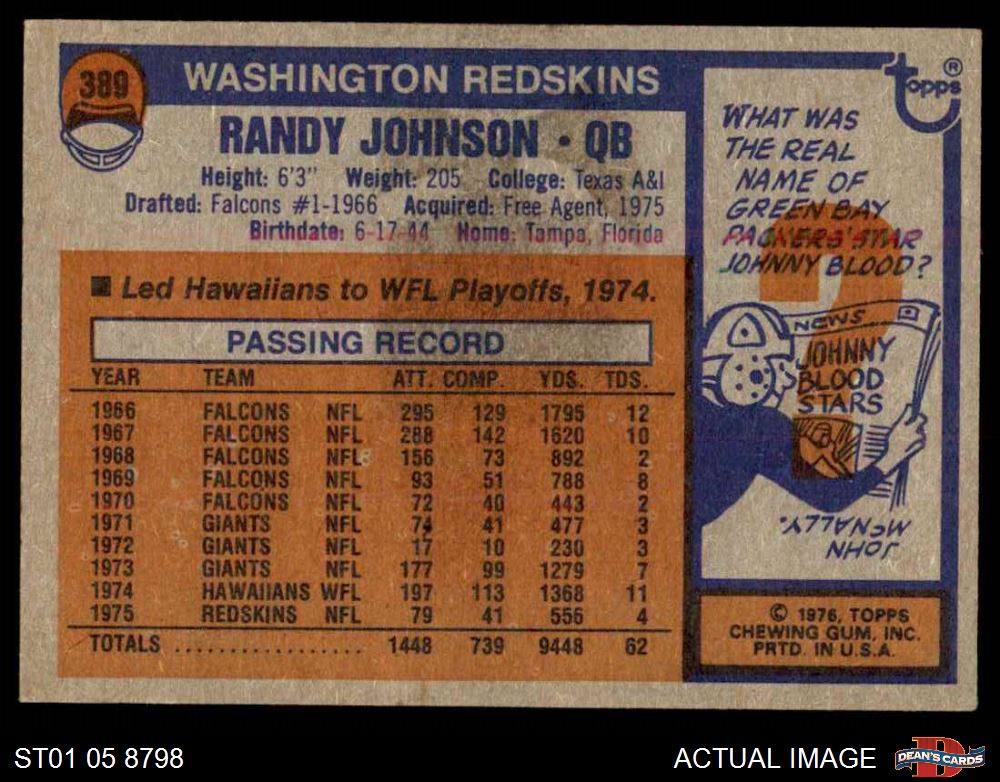 389
WASHINGTON REDSKINS
RANDY JOHNSON • QB
Height: 6'3" Weight: 205 College: Texas A&I
Drafted: Falcons #1-1966 Acquired: Free Agent, 1975
Birthdate: 6-17-44 Home: Tampa, Florida
■ Led Hawaiians to WFL Playoffs, 1974.
PASSING RECORD
YEAR TEAM ATT. COMP. YDS. TDS.
1966 FALCONS NFL 295 129 1795 12
1967 FALCONS NFL 288 142 1620 10
1968 FALCONS NFL 156 73 892 2
1969 FALCONS NFL 93 51 788 8
1970 FALCONS NFL 72 40 443 2
1971 GIANTS NFL 74 41 477 3
1972 GIANTS NFL 17 10 230 3
1973 GIANTS NFL 177 99 1279 7
1974 HAWAIIANS WFL 197 113 1368 11
1975 REDSKINS NFL 79 41 556 4
TOTALS ................. 1448 739 9448 62
topps ®
WHAT WAS
THE REAL
NAME OF
GREEN BAY
PACKERS' STAR
JOHNNY BLOOD?
?
NEWS
JOHNNY
BLOOD
STARS
JOHN
McNALLY.
© 1976, TOPPS
CHEWING GUM, INC.
PRTD. IN U.S.A.
ST01 05 8798
ACTUAL IMAGE
D
DEAN'S CARDS